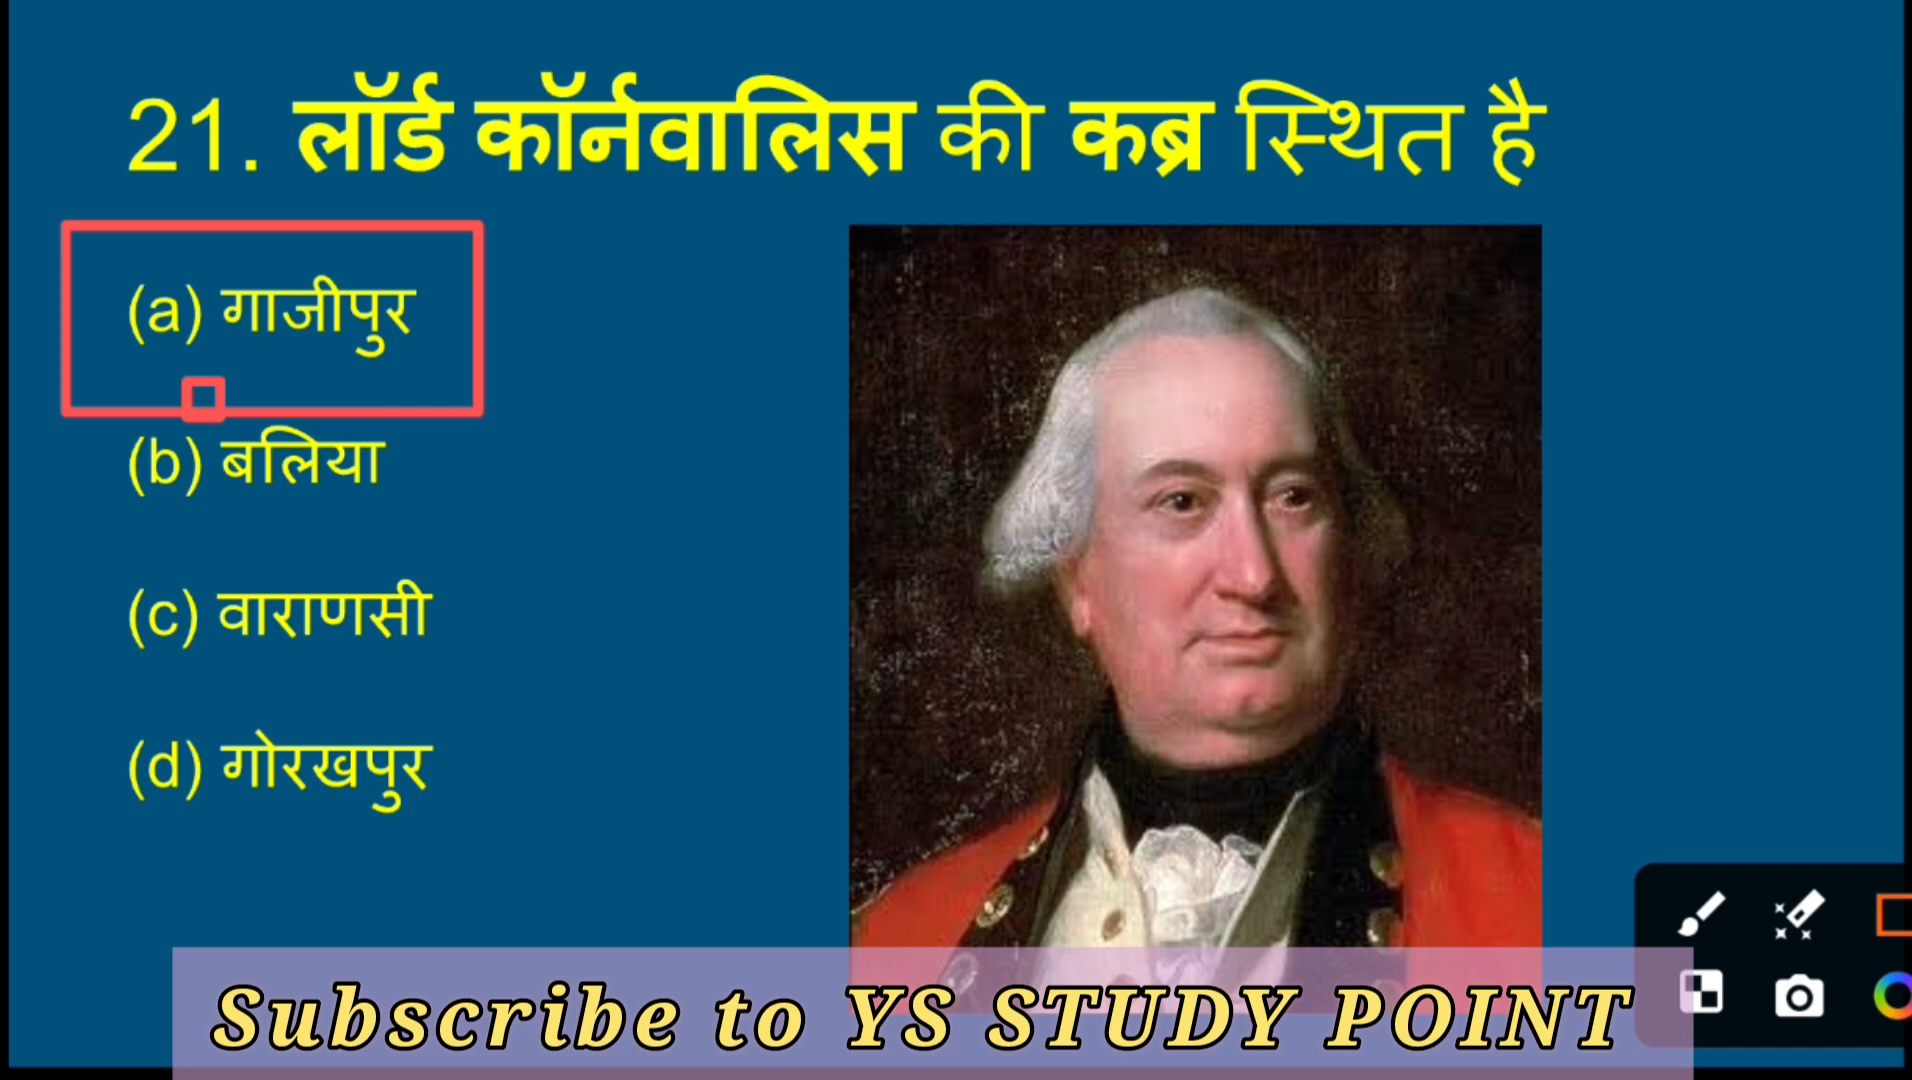 21. लॉर्ड कॉर्नवालिस की कब्र स्थित है
(a) गाजीपुर
(b) बलिया
(c) वाराणसी
(d) गोरखपुर
Subscribe to YS STUDY POINT